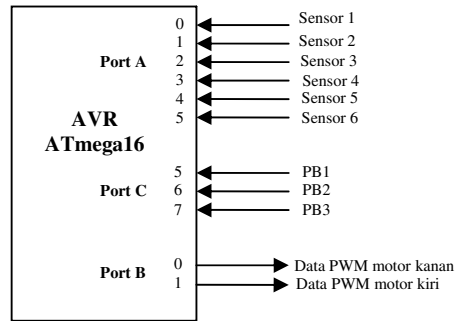 0 Sensor 1
1 Sensor 2
Port A 2 Sensor 3
3 Sensor 4
4 Sensor 5
5 Sensor 6
AVR
ATmega16
5 PB1
Port C 6 PB2
7 PB3
0 Data PWM motor kanan
Port B
1 Data PWM motor kiri